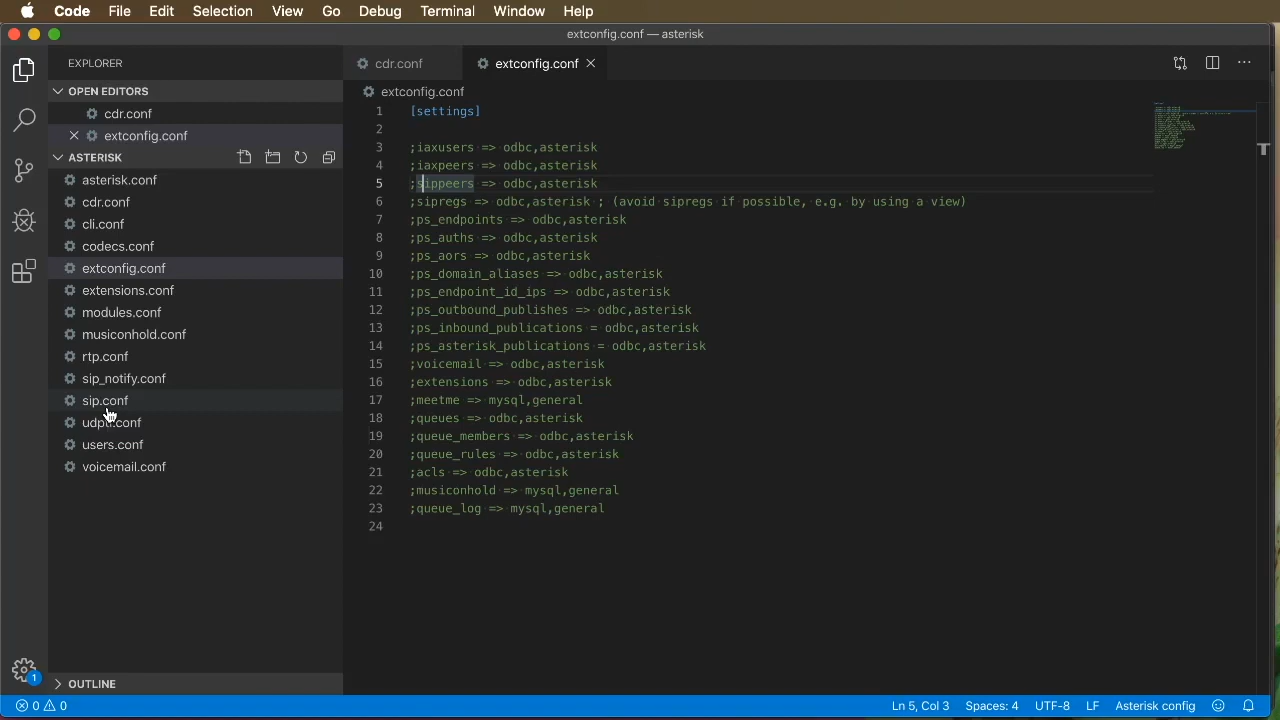 Code File Edit Selection View Go Debug Terminal Window Help
extconfig.conf — asterisk
EXPLORER
OPEN EDITORS
cdr.conf
extconfig.conf
ASTERISK
asterisk.conf
cdr.conf
cli.conf
codecs.conf
extconfig.conf
extensions.conf
modules.conf
musiconhold.conf
rtp.conf
sip_notify.conf
sip.conf
users.conf
voicemail.conf
OUTLINE
1
cdr.conf extconfig.conf
extconfig.conf
1 [settings]
2
3 ;iaxusers => odbc,asterisk
4 ;iaxpeers => odbc,asterisk
5 ;sippeers => odbc,asterisk
6 ;sipregs => odbc,asterisk ; (avoid sipregs if possible, e.g. by using a view)
7 ;ps_endpoints => odbc,asterisk
8 ;ps_auths => odbc,asterisk
9 ;ps_aors => odbc,asterisk
10 ;ps_domain_aliases => odbc,asterisk
11 ;ps_endpoint_id_ips => odbc,asterisk
12 ;ps_outbound_publishes => odbc,asterisk
13 ;ps_inbound_publications = odbc,asterisk
14 ;ps_asterisk_publications = odbc,asterisk
15 ;voicemail => odbc,asterisk
16 ;extensions => odbc,asterisk
17 ;meetme => mysql,general
18 ;queues => odbc,asterisk
19 ;queue_members => odbc,asterisk
20 ;queue_rules => odbc,asterisk
21 ;acls => odbc,asterisk
22 ;musiconhold => mysql,general
23 ;queue_log => mysql,general
24
0 0 Ln 5, Col 3 Spaces: 4 UTF-8 LF Asterisk config